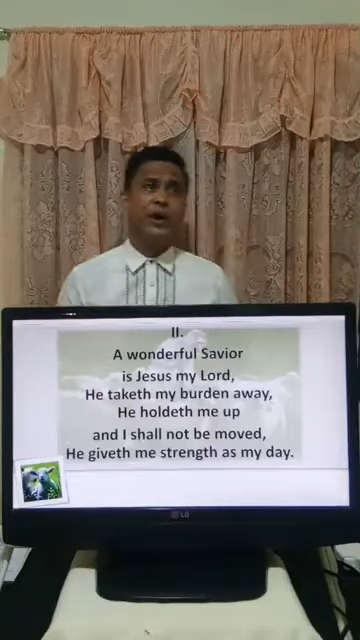 II.
A wonderful Savior
is Jesus my Lord,
He taketh my burden away,
He holdeth me up
and I shall not be moved,
He giveth me strength as my day.
LG